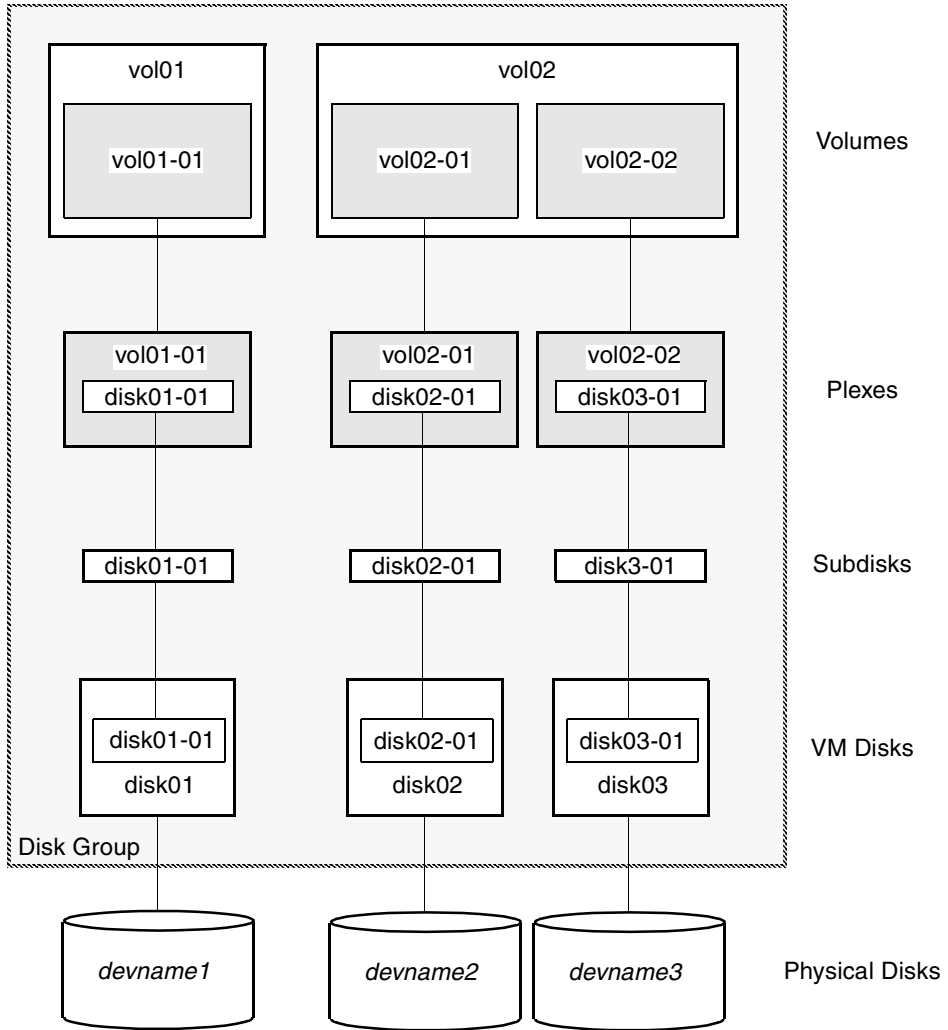 vol01
vol02
vol01-01
vol02-01
vol02-02
Volumes
vol01-01
vol02-01
vol02-02
disk01-01
disk02-01
disk03-01
Plexes
disk01-01
disk02-01
disk3-01
Subdisks
disk01-01
disk02-01
disk03-01
VM Disks
disk01
disk02
disk03
Disk Group
devname1
devname2
devname3
Physical Disks